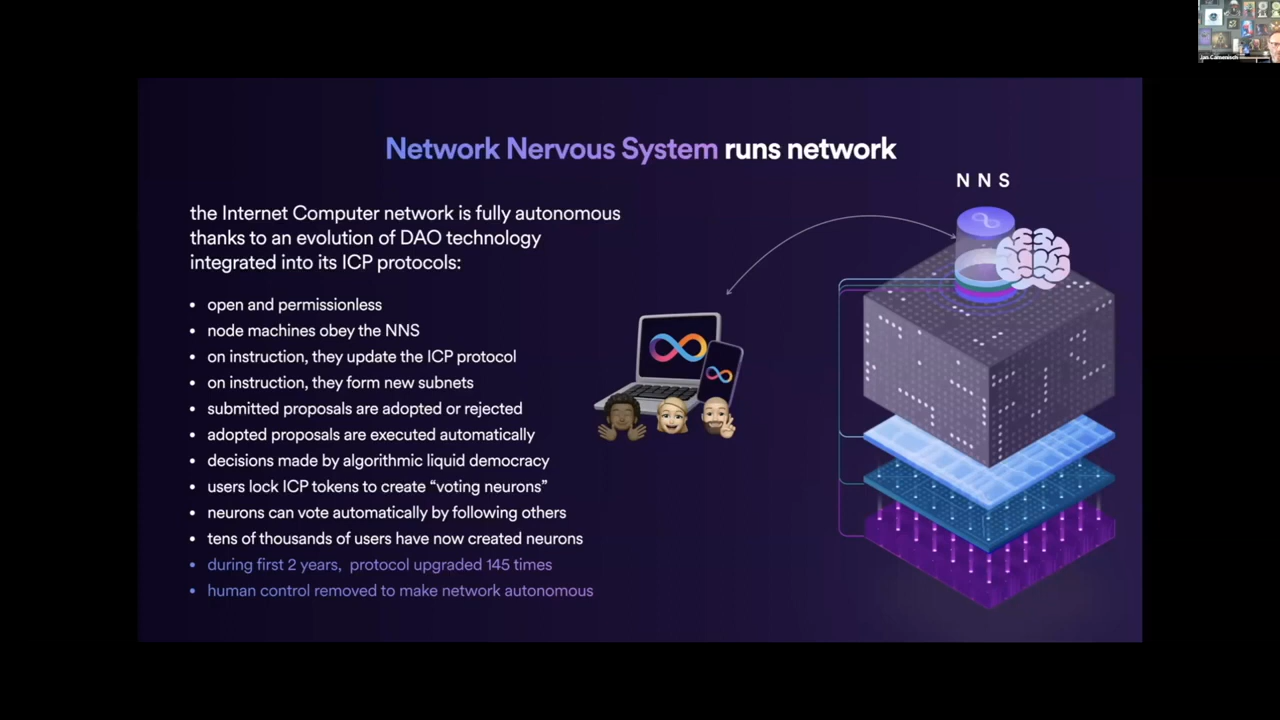 Jan Camenisch
Network Nervous System runs network
N N S
the Internet Computer network is fully autonomous
thanks to an evolution of DAO technology
integrated into its ICP protocols:
• open and permissionless
• node machines obey the NNS
• on instruction, they update the ICP protocol
• on instruction, they form new subnets
• submitted proposals are adopted or rejected
• adopted proposals are executed automatically
• decisions made by algorithmic liquid democracy
• users lock ICP tokens to create “voting neurons”
• neurons can vote automatically by following others
• tens of thousands of users have now created neurons
• during first 2 years, protocol upgraded 145 times
• human control removed to make network autonomous